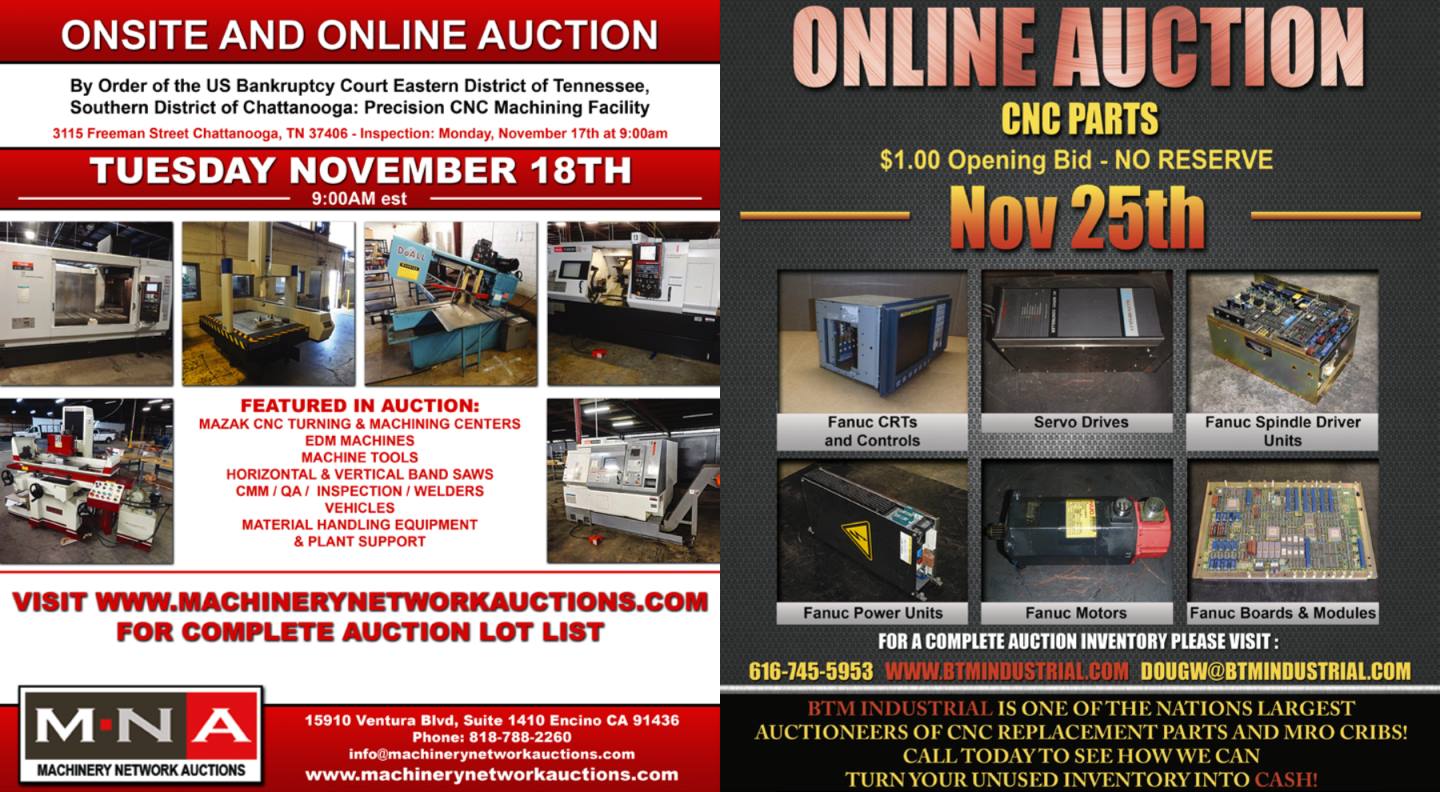 ONSITE AND ONLINE AUCTION
By Order of the US Bankruptcy Court Eastern District of Tennessee,
Southern District of Chattanooga: Precision CNC Machining Facility
3115 Freeman Street Chattanooga, TN 37406 - Inspection: Monday, November 17th at 9:00am
TUESDAY NOVEMBER 18TH
9:00AM est
DoALL
FEATURED IN AUCTION:
MAZAK CNC TURNING & MACHINING CENTERS
EDM MACHINES
MACHINE TOOLS
HORIZONTAL & VERTICAL BAND SAWS
CMM / QA / INSPECTION / WELDERS
VEHICLES
MATERIAL HANDLING EQUIPMENT
& PLANT SUPPORT
VISIT WWW.MACHINERYNETWORKAUCTIONS.COM
FOR COMPLETE AUCTION LOT LIST
M·NA
MACHINERY NETWORK AUCTIONS
15910 Ventura Blvd, Suite 1410 Encino CA 91436
Phone: 818-788-2260
info@machinerynetworkauctions.com
www.machinerynetworkauctions.com
ONLINE AUCTION
CNC PARTS
$1.00 Opening Bid - NO RESERVE
Nov 25th
Fanuc CRTs
and Controls
Servo Drives
Fanuc Spindle Driver
Units
Fanuc Power Units
Fanuc Motors
Fanuc Boards & Modules
FOR A COMPLETE AUCTION INVENTORY PLEASE VISIT :
616-745-5953 WWW.BTMINDUSTRIAL.COM DOUGW@BTMINDUSTRIAL.COM
BTM INDUSTRIAL IS ONE OF THE NATIONS LARGEST
AUCTIONEERS OF CNC REPLACEMENT PARTS AND MRO CRIBS!
CALL TODAY TO SEE HOW WE CAN
TURN YOUR UNUSED INVENTORY INTO CASH!